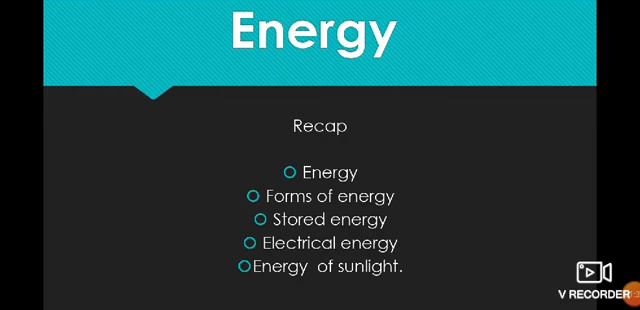 Energy
Recap
Energy
Forms of energy
Stored energy
Electrical energy
Energy of sunlight.
V RECORDER